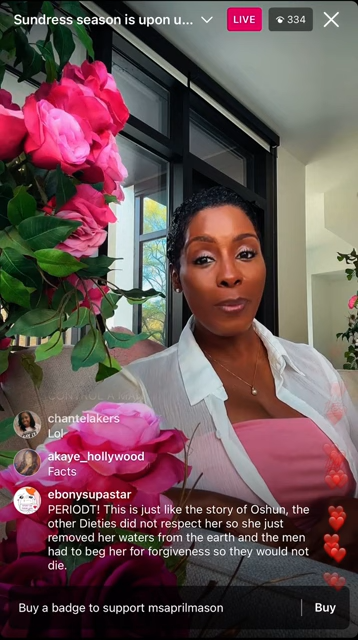 Sundress season is upon u...
LIVE
334
CONTROL A MAN
chantelakers
Lol
akaye_hollywood
Facts
ebonysupastar
PERIODT! This is just like the story of Oshun, the
other Dieties did not respect her so she just
removed her waters from the earth and the men
had to beg her for forgiveness so they would not
die.
Buy a badge to support msaprilmason
Buy